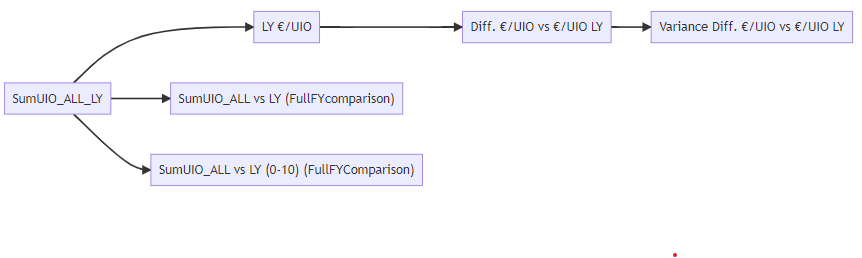 LY €/UIO
Diff. €/UIO vs €/UIO LY
Variance Diff. €/UIO vs €/UIO LY
SumUIO_ALL_LY
SumUIO_ALL vs LY (FullFYcomparison)
SumUIO_ALL vs LY (0-10) (FullFYComparison)